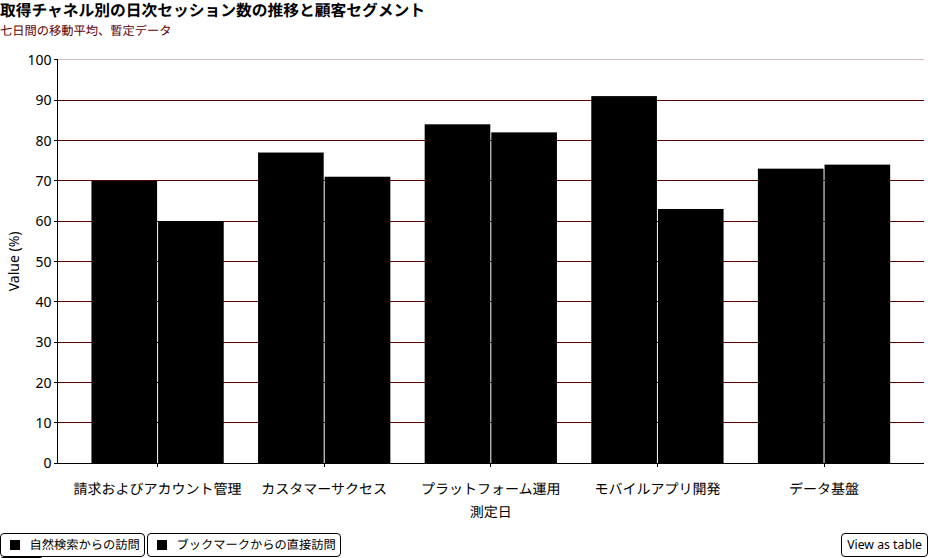 取得チャネル別の日次セッション数の推移と顧客セグメント
七日間の移動平均、暫定データ
100
90
80
70
60
50
40
30
20
10
0
Value (%)
請求およびアカウント管理
カスタマーサクセス
プラットフォーム運用
モバイルアプリ開発
データ基盤
測定日
自然検索からの訪問
ブックマークからの直接訪問
View as table